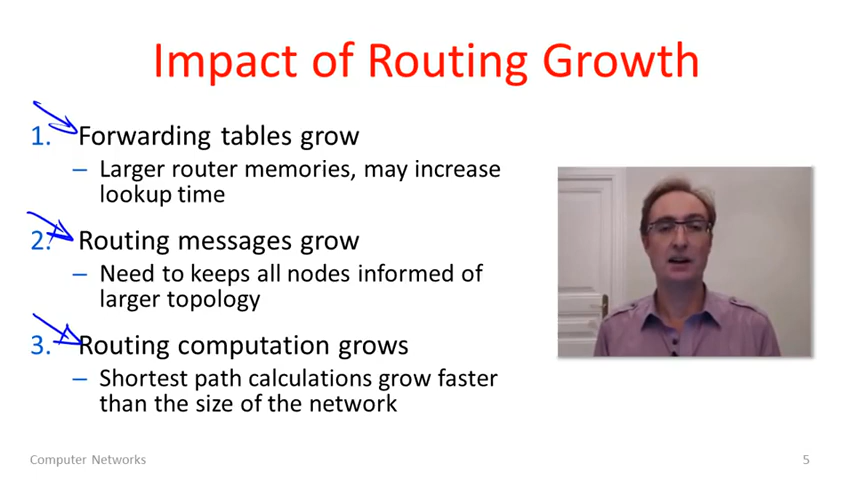 Impact of Routing Growth
1. Forwarding tables grow
– Larger router memories, may increase
lookup time
2. Routing messages grow
– Need to keeps all nodes informed of
larger topology
3. Routing computation grows
– Shortest path calculations grow faster
than the size of the network
Computer Networks
5